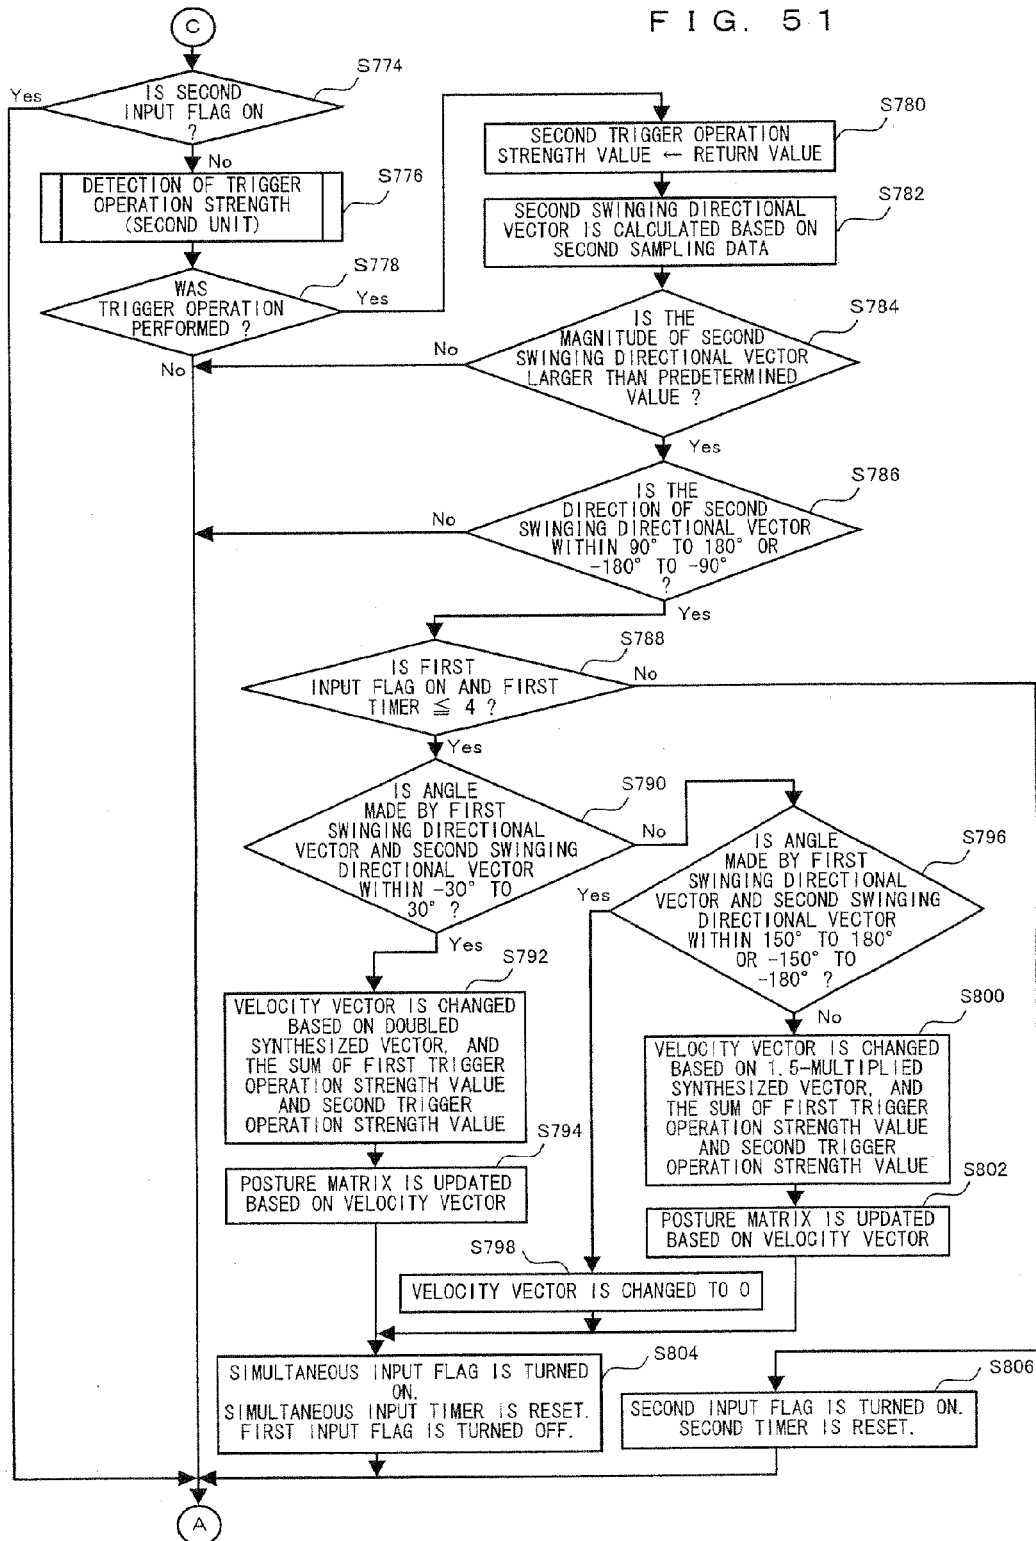 FIG. 51
C
S774
Yes
IS SECOND
INPUT FLAG ON
?
No
S776
DETECTION OF TRIGGER
OPERATION STRENGTH
(SECOND UNIT)
S778
WAS
TRIGGER OPERATION
PERFORMED ?
Yes
No
S780
SECOND TRIGGER OPERATION
STRENGTH VALUE ← RETURN VALUE
S782
SECOND SWINGING DIRECTIONAL
VECTOR IS CALCULATED BASED ON
SECOND SAMPLING DATA
S784
IS THE
MAGNITUDE OF SECOND
SWINGING DIRECTIONAL VECTOR
LARGER THAN PREDETERMINED
VALUE ?
No
Yes
S786
IS THE
DIRECTION OF SECOND
SWINGING DIRECTIONAL VECTOR
WITHIN 90° TO 180° OR
-180° TO -90°
?
No
Yes
S788
IS FIRST
INPUT FLAG ON AND FIRST
TIMER ≦ 4 ?
No
Yes
S790
IS ANGLE
MADE BY FIRST
SWINGING DIRECTIONAL
VECTOR AND SECOND SWINGING
DIRECTIONAL VECTOR
WITHIN -30° TO
30° ?
No
Yes
S796
IS ANGLE
MADE BY FIRST
SWINGING DIRECTIONAL
VECTOR AND SECOND SWINGING
DIRECTIONAL VECTOR
WITHIN 150° TO 180°
OR -150° TO
-180° ?
Yes
No
S792
VELOCITY VECTOR IS CHANGED
BASED ON DOUBLED
SYNTHESIZED VECTOR, AND
THE SUM OF FIRST TRIGGER
OPERATION STRENGTH VALUE
AND SECOND TRIGGER
OPERATION STRENGTH VALUE
S794
POSTURE MATRIX IS UPDATED
BASED ON VELOCITY VECTOR
S800
VELOCITY VECTOR IS CHANGED
BASED ON 1.5-MULTIPLIED
SYNTHESIZED VECTOR, AND
THE SUM OF FIRST TRIGGER
OPERATION STRENGTH VALUE
AND SECOND TRIGGER
OPERATION STRENGTH VALUE
S802
POSTURE MATRIX IS UPDATED
BASED ON VELOCITY VECTOR
S798
VELOCITY VECTOR IS CHANGED TO 0
S804
SIMULTANEOUS INPUT FLAG IS TURNED
ON.
SIMULTANEOUS INPUT TIMER IS RESET.
FIRST INPUT FLAG IS TURNED OFF.
S806
SECOND INPUT FLAG IS TURNED ON.
SECOND TIMER IS RESET.
A